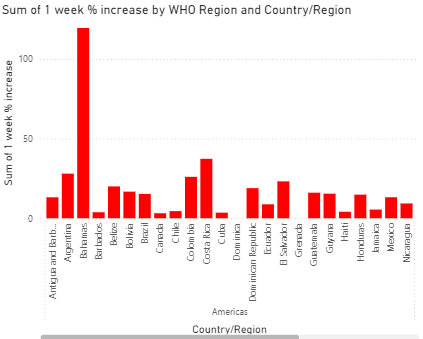 Sum of 1 week % increase by WHO Region and Country/Region
Sum of 1 week % increase
100
50
0
Antigua and Barb...
Argentina
Bahamas
Barbados
Belize
Bolivia
Brazil
Canada
Chile
Colombia
Costa Rica
Cuba
Dominica
Dominican Republic
Ecuador
El Salvador
Grenada
Guatemala
Guyana
Haiti
Honduras
Jamaica
Mexico
Nicaragua
Americas
Country/Region